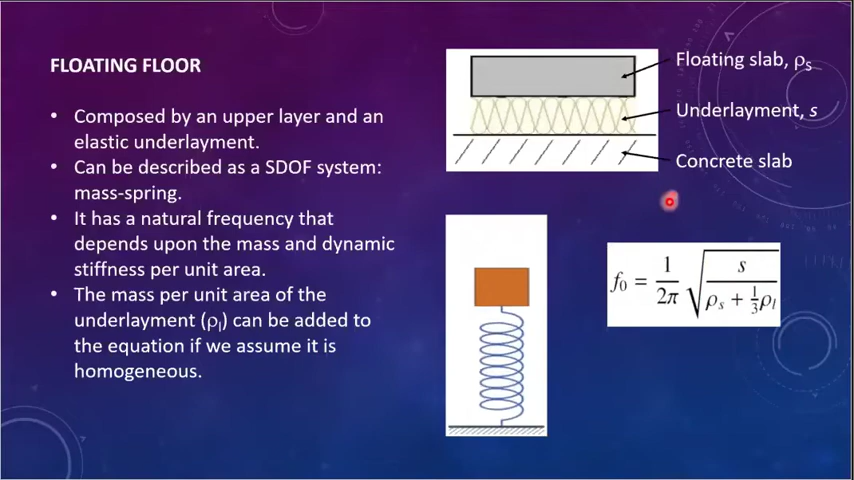 FLOATING FLOOR
• Composed by an upper layer and an
elastic underlayment.
• Can be described as a SDOF system:
mass-spring.
• It has a natural frequency that
depends upon the mass and dynamic
stiffness per unit area.
• The mass per unit area of the
underlayment (ρₗ) can be added to
the equation if we assume it is
homogeneous.
Floating slab, ρₛ
Underlayment, s
Concrete slab
f₀ = 1/2π √(s/(ρₛ + 1/3 ρₗ))